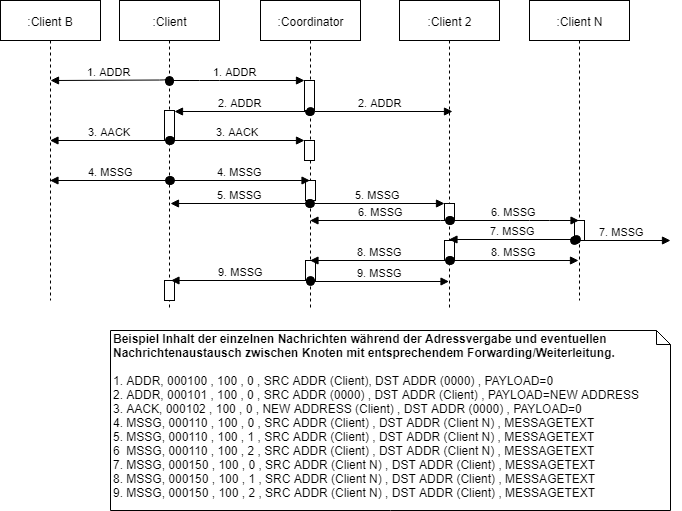 :Client B
:Client
:Coordinator
:Client 2
:Client N
1. ADDR
1. ADDR
2. ADDR
2. ADDR
3. AACK
3. AACK
4. MSSG
4. MSSG
5. MSSG
5. MSSG
6. MSSG
6. MSSG
7. MSSG
7. MSSG
8. MSSG
8. MSSG
9. MSSG
9. MSSG
Beispiel Inhalt der einzelnen Nachrichten während der Adressvergabe und eventuellen
Nachrichtenaustausch zwischen Knoten mit entsprechendem Forwarding/Weiterleitung.
1. ADDR, 000100 , 100 , 0 , SRC ADDR (Client), DST ADDR (0000) , PAYLOAD=0
2. ADDR, 000101 , 100 , 0 , SRC ADDR (0000) , DST ADDR (Client) , PAYLOAD=NEW ADDRESS
3. AACK, 000102 , 100 , 0 , NEW ADDRESS (Client) , DST ADDR (0000) , PAYLOAD=0
4. MSSG, 000110 , 100 , 0 , SRC ADDR (Client) , DST ADDR (Client N) , MESSAGETEXT
5. MSSG, 000110 , 100 , 1 , SRC ADDR (Client) , DST ADDR (Client N) , MESSAGETEXT
6 MSSG, 000110 , 100 , 2 , SRC ADDR (Client) , DST ADDR (Client N) , MESSAGETEXT
7. MSSG, 000150 , 100 , 0 , SRC ADDR (Client N) , DST ADDR (Client) , MESSAGETEXT
8. MSSG, 000150 , 100 , 1 , SRC ADDR (Client N) , DST ADDR (Client) , MESSAGETEXT
9. MSSG, 000150 , 100 , 2 , SRC ADDR (Client N) , DST ADDR (Client) , MESSAGETEXT